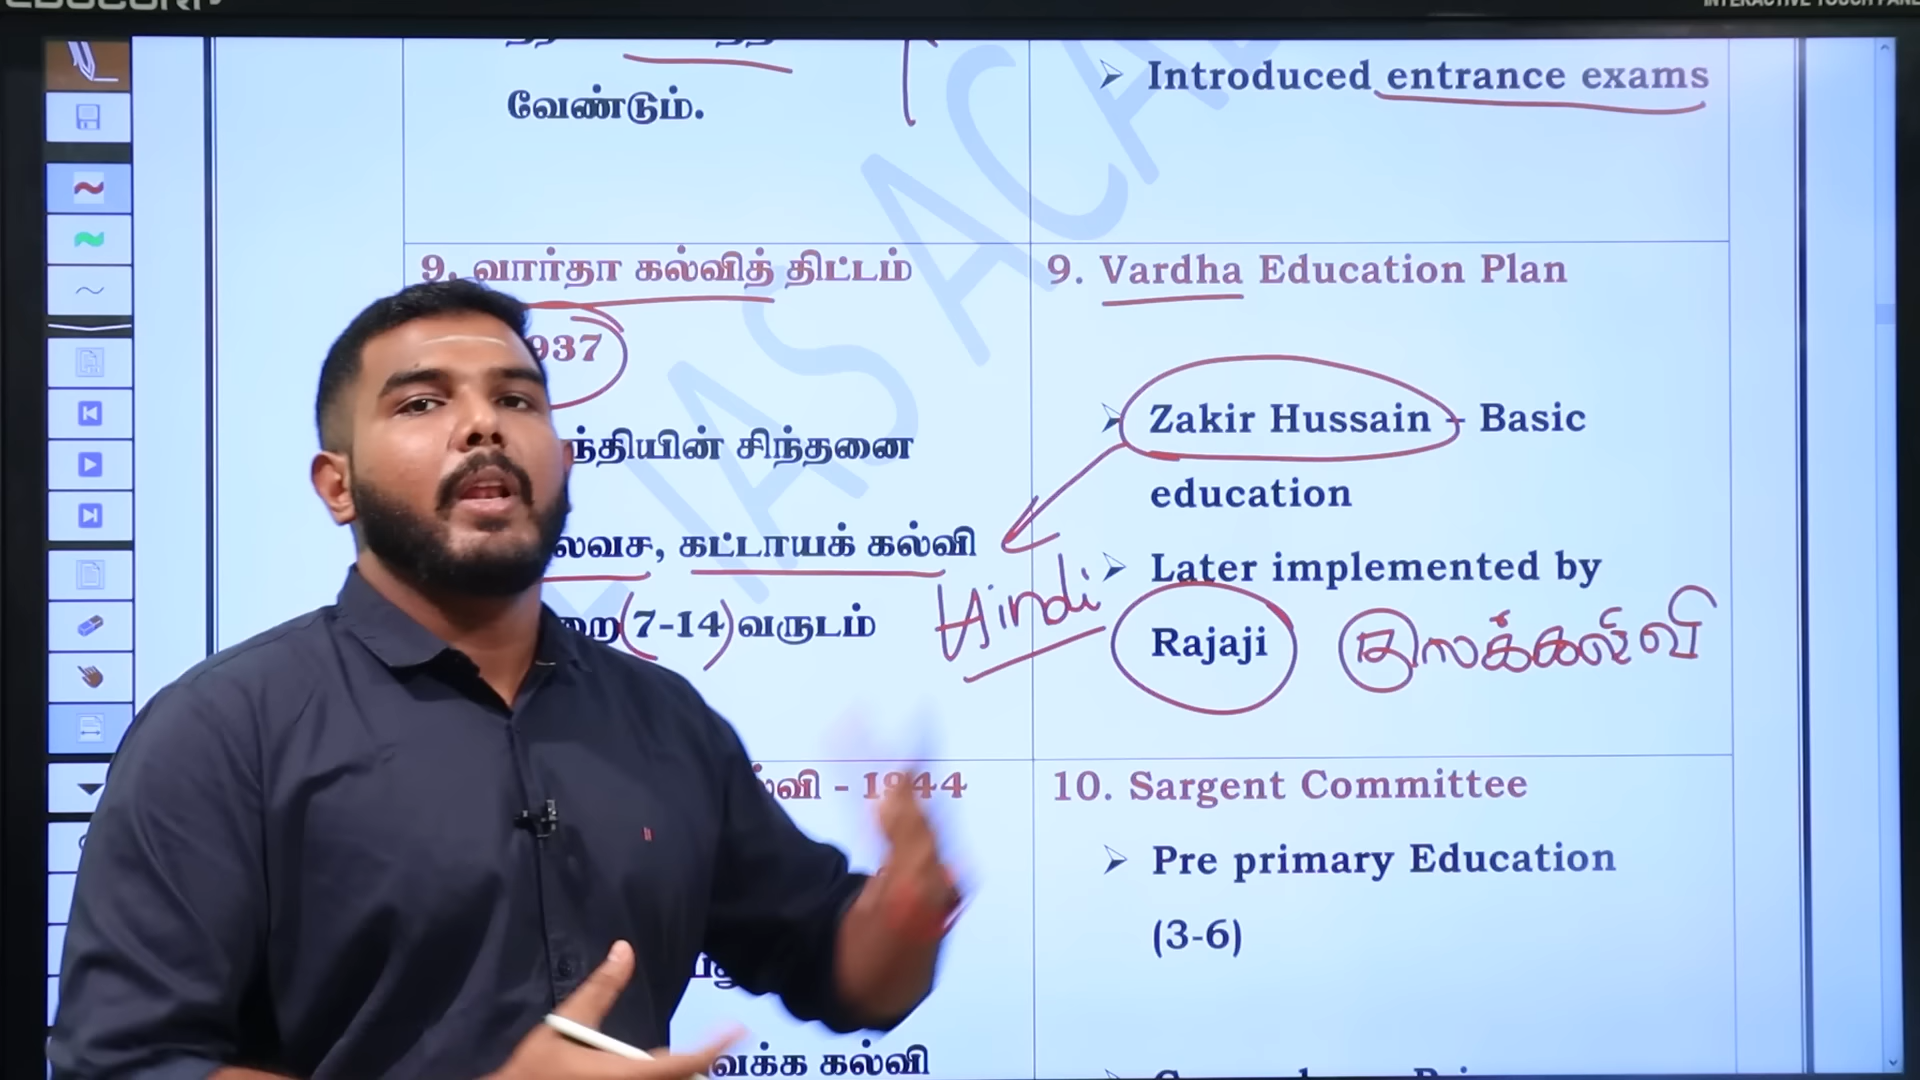 Introduced entrance exams
வேண்டும்.
9. வார்தா கல்வித் திட்டம்
937
ந்தியின் சிந்தனை
லவச, கட்டாயக் கல்வி
றை(7-14)வருடம்
Hindi
9. Vardha Education Plan
Zakir Hussain – Basic
education
Later implemented by
Rajaji
ல்வி - 1944
வக்க கல்வி
10. Sargent Committee
Pre primary Education
(3-6)
IAS ACAD